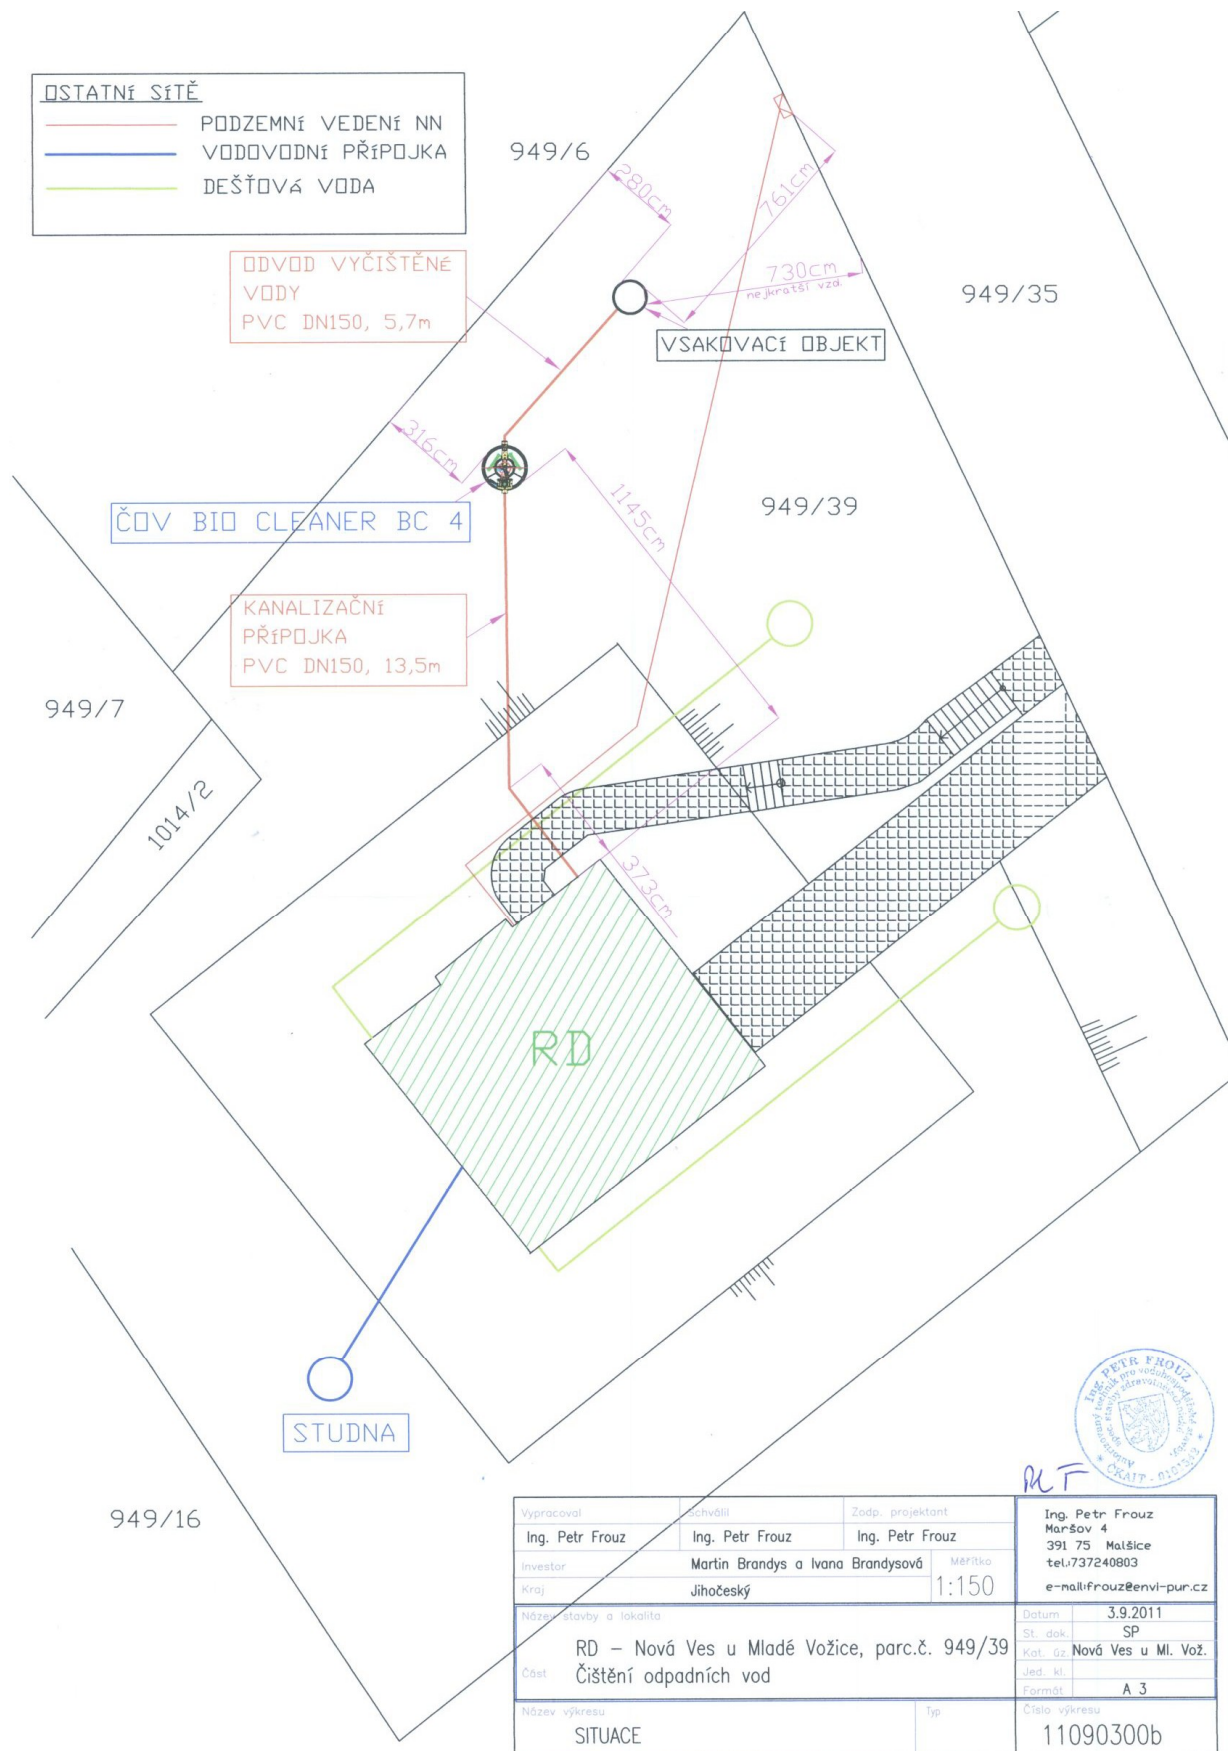 OSTATNÍ SÍTĚ
PODZEMNÍ VEDENÍ NN
VODOVODNÍ PŘÍPOJKA
DEŠŤOVÁ VODA
949/6
280cm
761cm
730cm
nejkratší vzd.
949/35
ODVOD VYČIŠTĚNÉ
VODY
PVC DN150, 5,7m
VSAKOVACÍ OBJEKT
316cm
1145cm
949/39
ČOV BIO CLEANER BC 4
KANALIZAČNÍ
PŘÍPOJKA
PVC DN150, 13,5m
949/7
1014/2
373cm
RD
STUDNA
949/16
Ing. PETR FROUZ
ČKAIT
Vypracoval Schválil Zodp. projektant
Ing. Petr Frouz Ing. Petr Frouz Ing. Petr Frouz
Investor Martin Brandys a Ivana Brandysová Měřítko
Kraj Jihočeský 1:150
Ing. Petr Frouz
Maršov 4
391 75 Malšice
tel.:737240803
e-mail:frouz@envi-pur.cz
Název stavby a lokalita
RD – Nová Ves u Mladé Vožice, parc.č. 949/39
Část Čištění odpadních vod
Datum 3.9.2011
St. dok. SP
Kat. úz. Nová Ves u Ml. Vož.
Jed. kl.
Formát A 3
Název výkresu Typ Číslo výkresu
SITUACE 11090300b